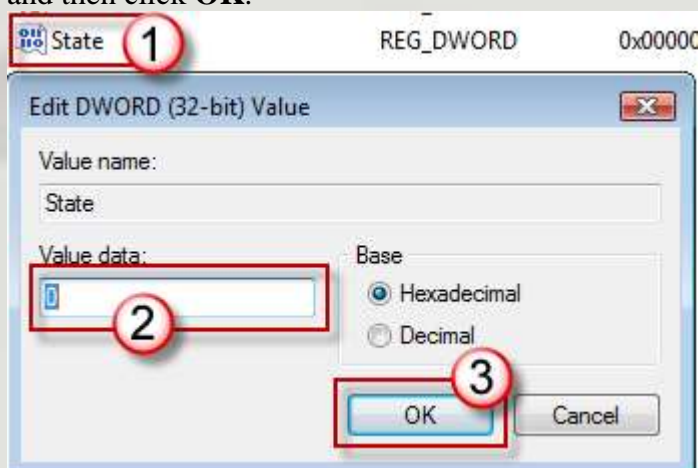 and then click OK.
State 1 REG_DWORD 0x00000
Edit DWORD (32-bit) Value
Value name:
State
Value data: Base
0 Hexadecimal
2 Decimal
3
OK Cancel